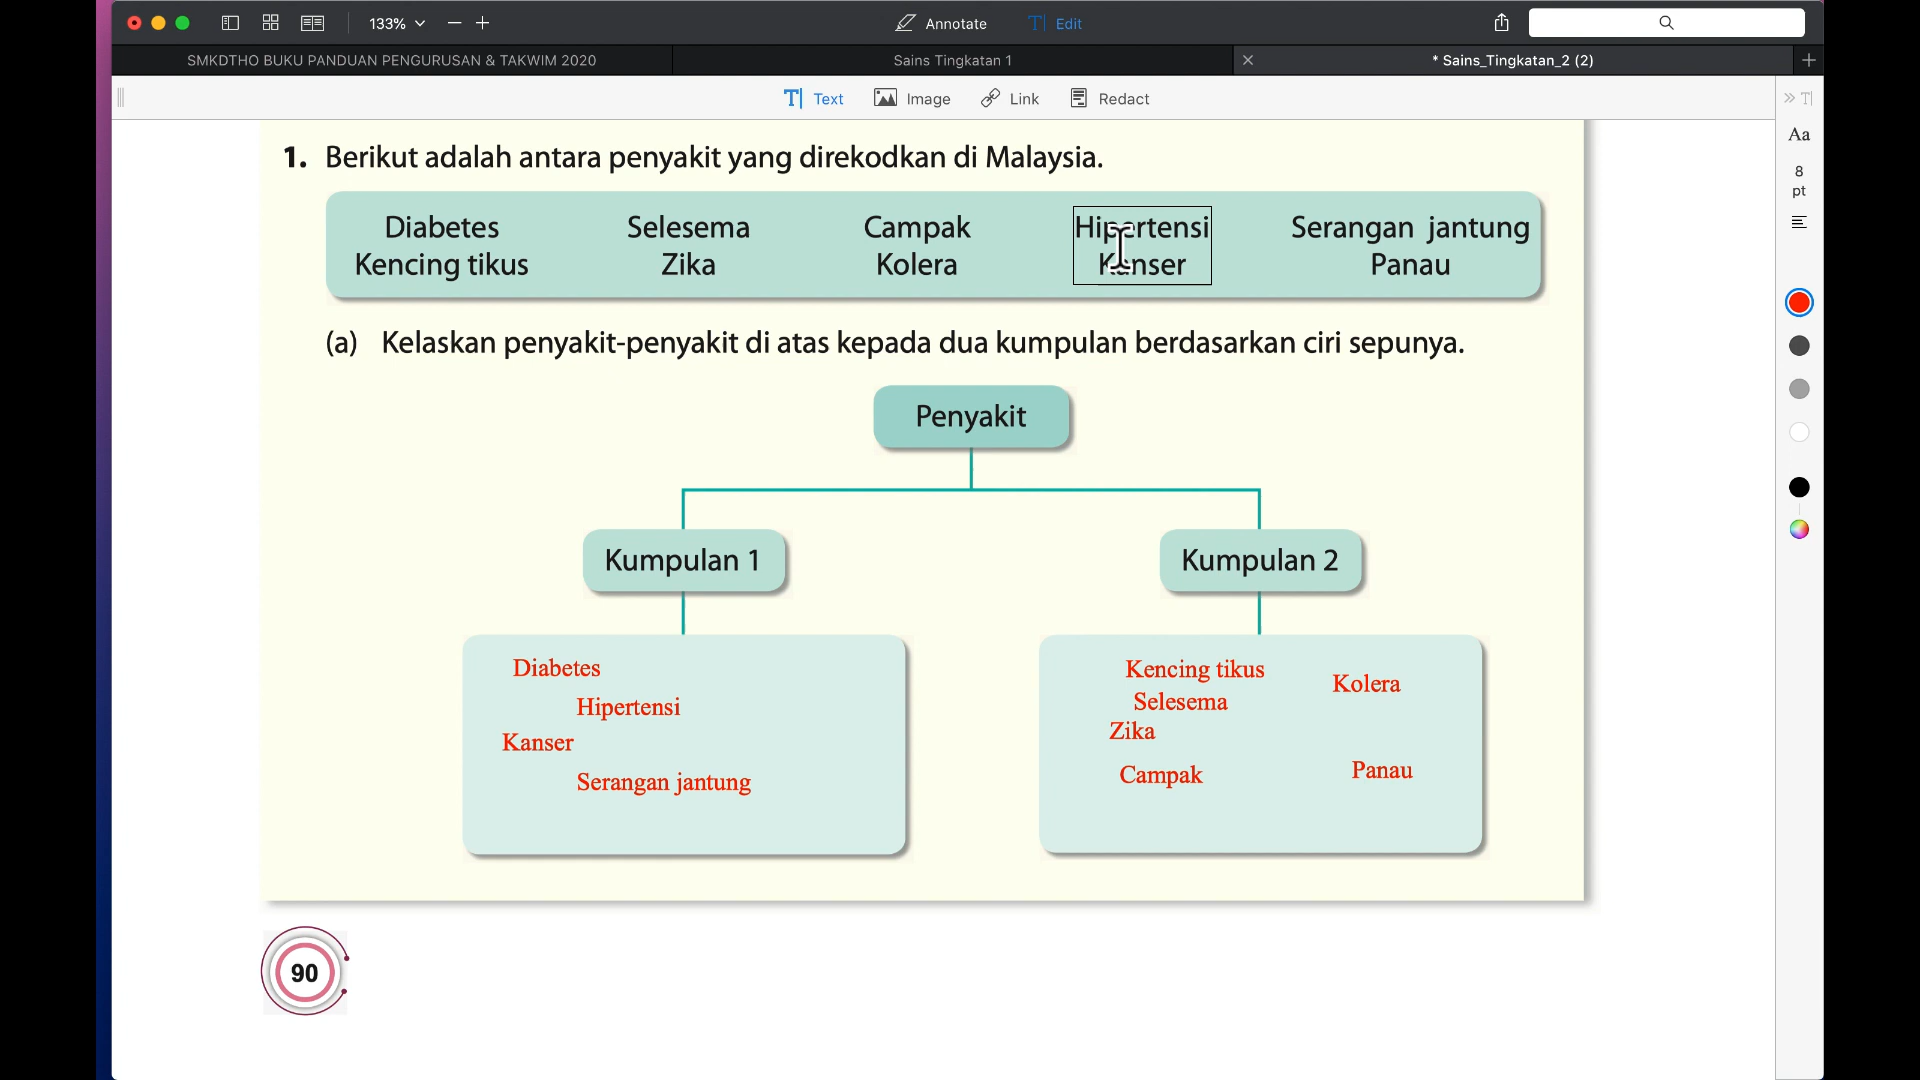 133%
Annotate
Edit
SMKDTHO BUKU PANDUAN PENGURUSAN & TAKWIM 2020
Sains Tingkatan 1
* Sains_Tingkatan_2 (2)
Text
Image
Link
Redact
Aa
8
pt
1. Berikut adalah antara penyakit yang direkodkan di Malaysia.
Diabetes Selesema Campak Hipertensi Serangan jantung
Kencing tikus Zika Kolera Kanser Panau
(a) Kelaskan penyakit-penyakit di atas kepada dua kumpulan berdasarkan ciri sepunya.
Penyakit
Kumpulan 1
Kumpulan 2
Diabetes
Hipertensi
Kanser
Serangan jantung
Kencing tikus
Kolera
Selesema
Zika
Campak
Panau
90